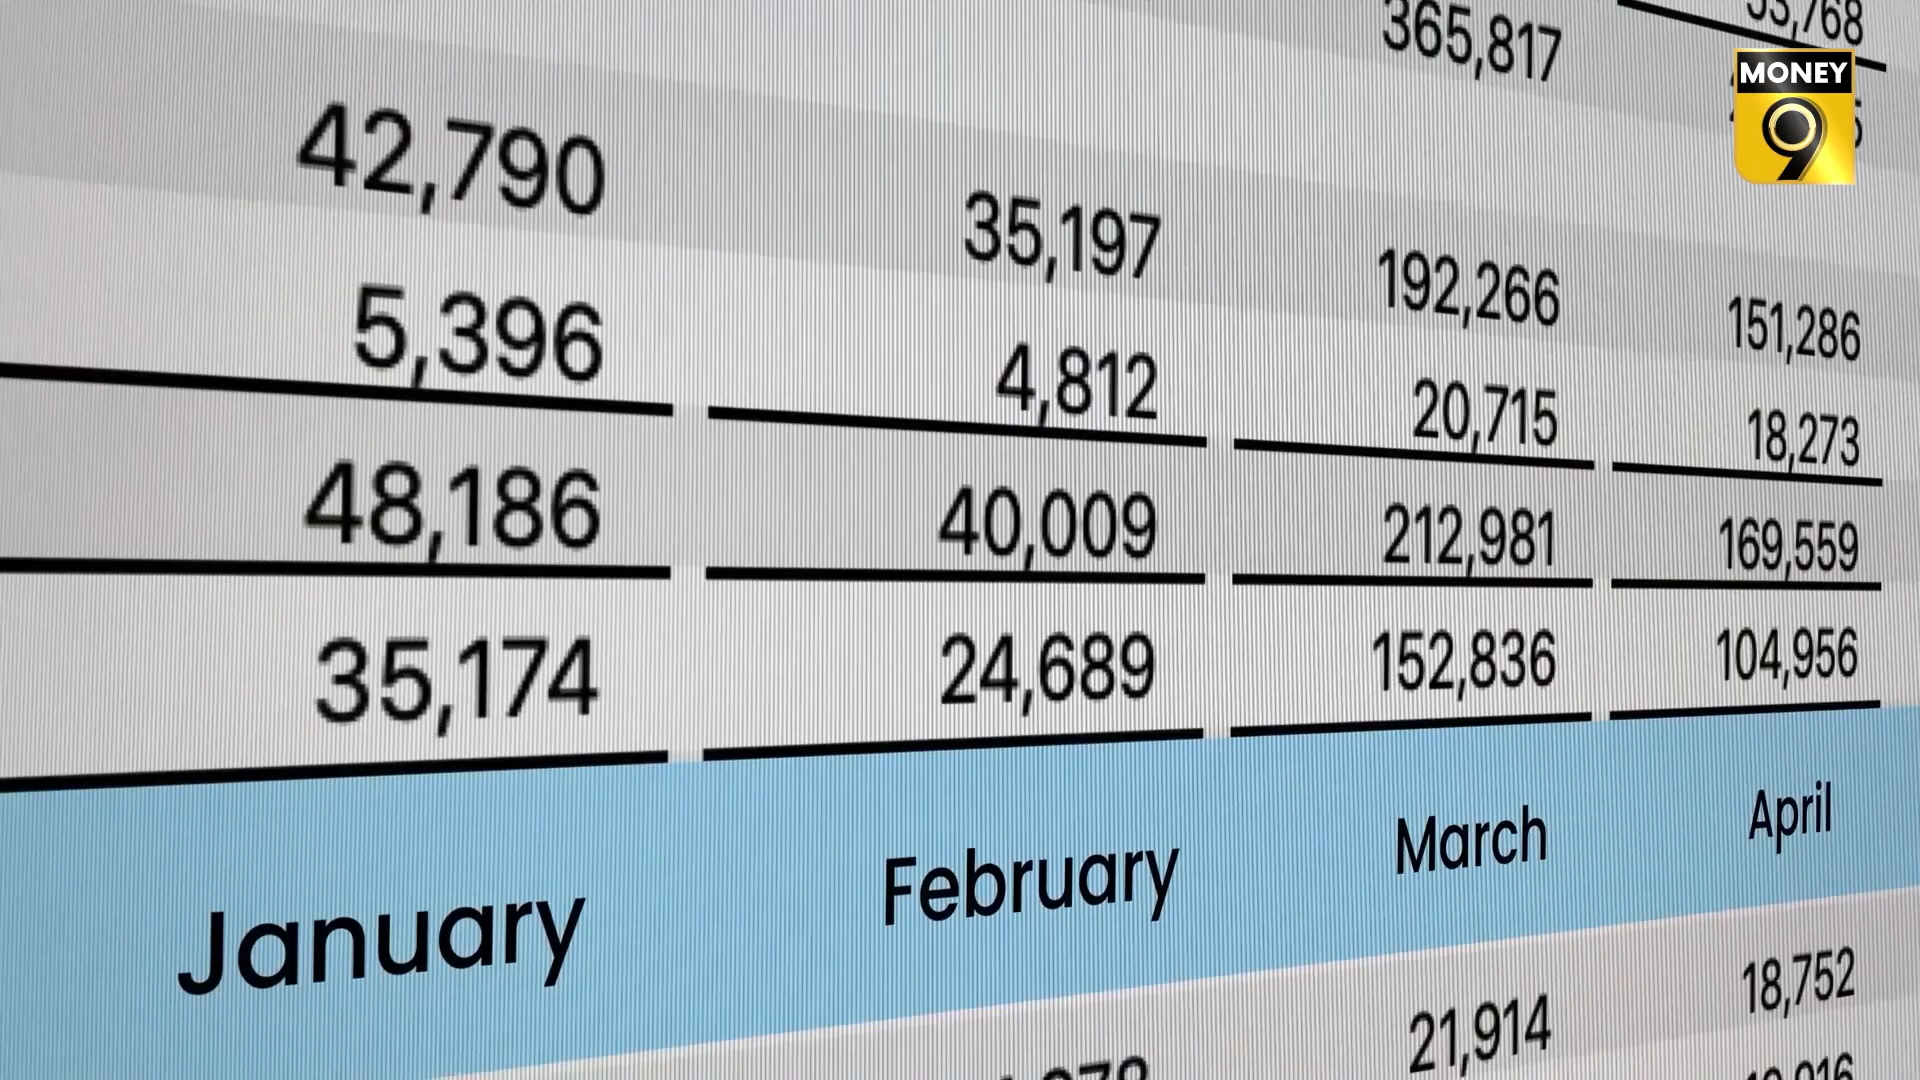 365,817
MONEY
9
42,790 35,197 192,266 151,286
5,396 4,812 20,715 18,273
48,186 40,009 212,981 169,559
35,174 24,689 152,836 104,956
January February March April
21,914 18,752